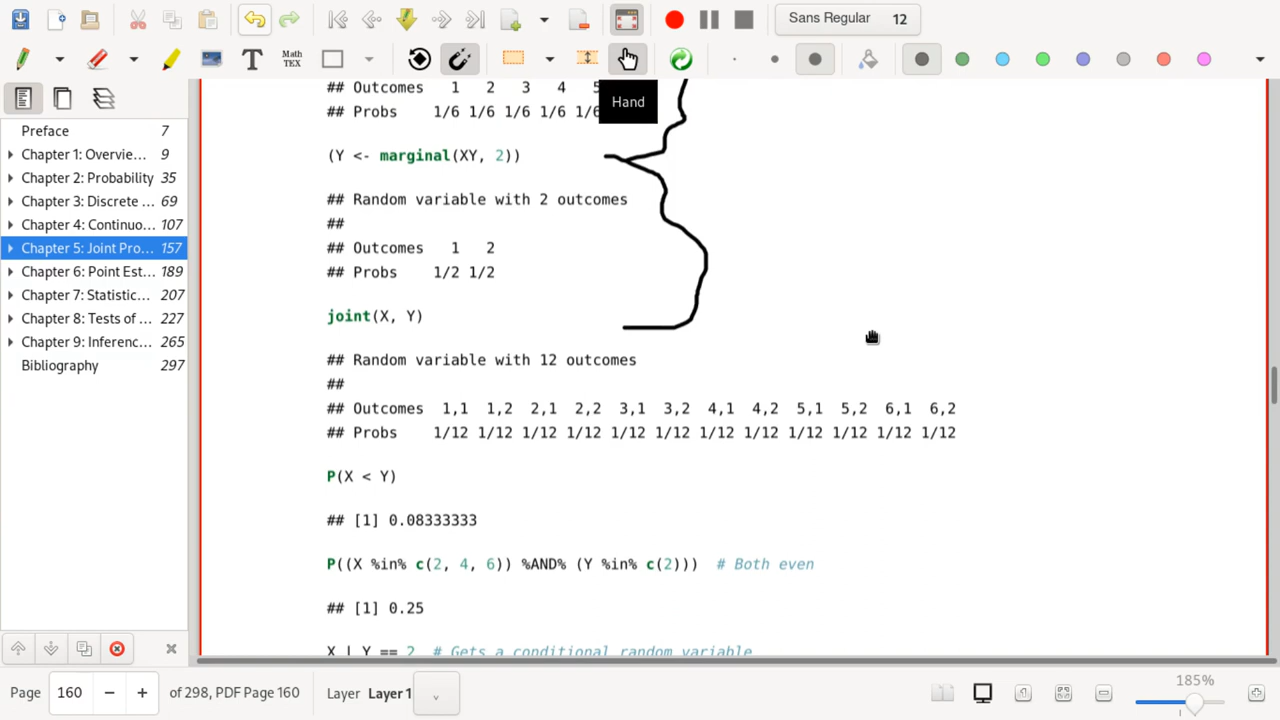 Sans Regular 12
T Math
TEX
Hand
Preface 7
Chapter 1: Overvie... 9
Chapter 2: Probability 35
Chapter 3: Discrete ... 69
Chapter 4: Continuo... 107
Chapter 5: Joint Pro... 157
Chapter 6: Point Est... 189
Chapter 7: Statistic... 207
Chapter 8: Tests of ... 227
Chapter 9: Inferenc... 265
Bibliography 297
## Outcomes 1 2 3 4 5
## Probs 1/6 1/6 1/6 1/6 1/6
(Y <- marginal(XY, 2))
## Random variable with 2 outcomes
##
## Outcomes 1 2
## Probs 1/2 1/2
joint(X, Y)
## Random variable with 12 outcomes
##
## Outcomes 1,1 1,2 2,1 2,2 3,1 3,2 4,1 4,2 5,1 5,2 6,1 6,2
## Probs 1/12 1/12 1/12 1/12 1/12 1/12 1/12 1/12 1/12 1/12 1/12 1/12
P(X < Y)
## [1] 0.08333333
P((X %in% c(2, 4, 6)) %AND% (Y %in% c(2))) # Both even
## [1] 0.25
X | Y == 2 # Gets a conditional random variable
Page 160 of 298, PDF Page 160 Layer Layer 1 185%